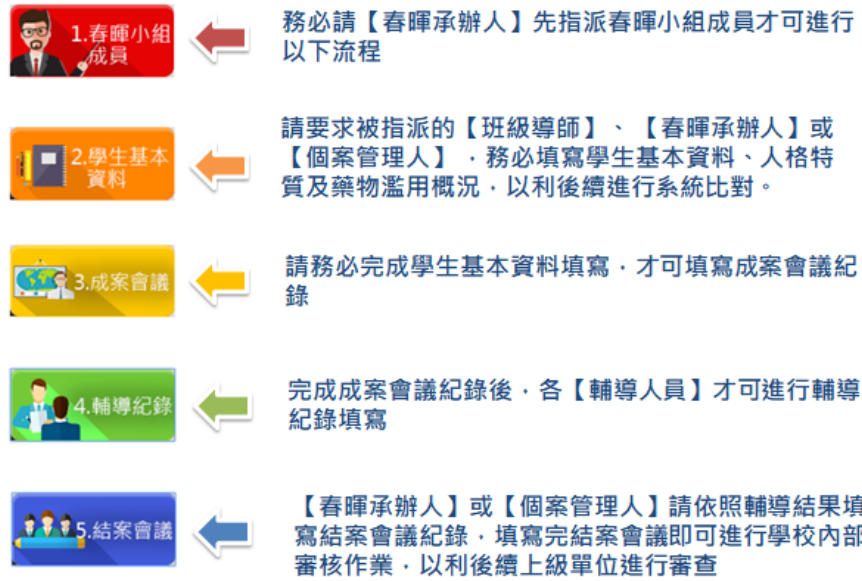 1.春暉小組
成員
務必請【春暉承辦人】先指派春暉小組成員才可進行
以下流程
2.學生基本
資料
請要求被指派的【班級導師】、【春暉承辦人】或
【個案管理人】，務必填寫學生基本資料、人格特
質及藥物濫用概況，以利後續進行系統比對。
3.成案會議
請務必完成學生基本資料填寫，才可填寫成案會議紀
錄
4.輔導紀錄
完成成案會議紀錄後，各【輔導人員】才可進行輔導
紀錄填寫
5.結案會議
【春暉承辦人】或【個案管理人】請依照輔導結果填
寫結案會議紀錄，填寫完結案會議即可進行學校內部
審核作業，以利後續上級單位進行審查